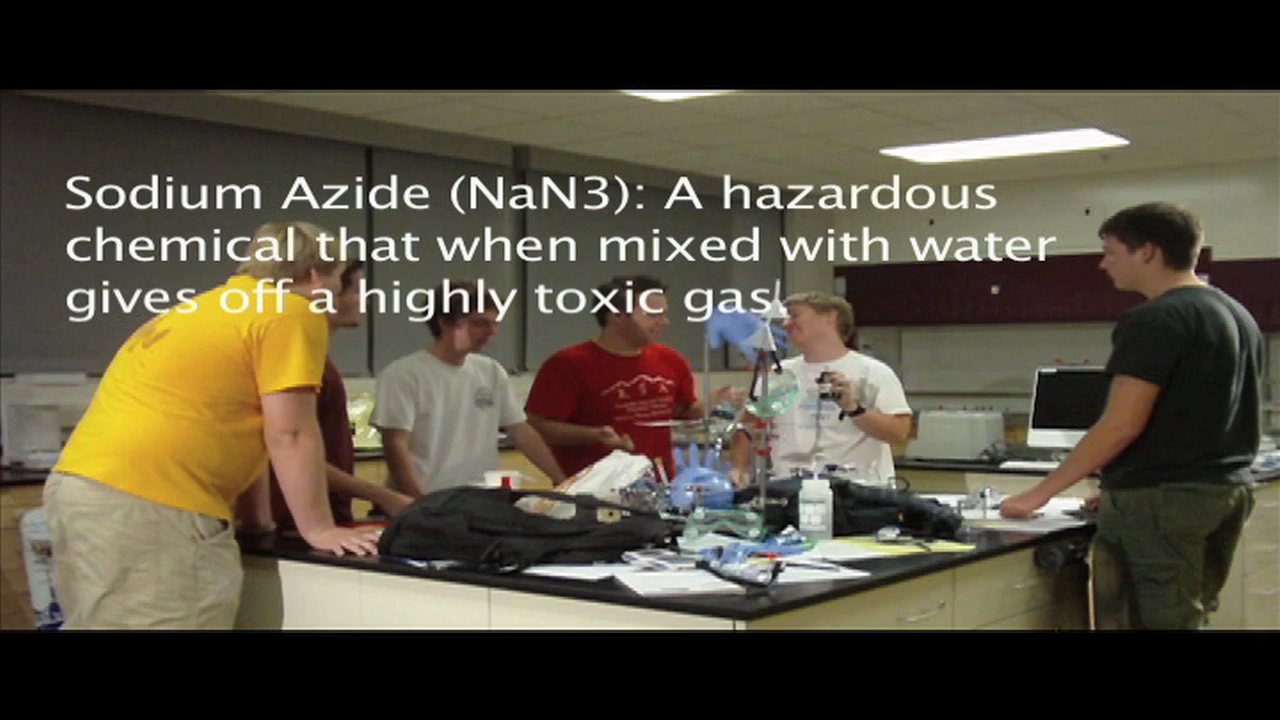 Sodium Azide (NaN3): A hazardous
chemical that when mixed with water
gives off a highly toxic gas.